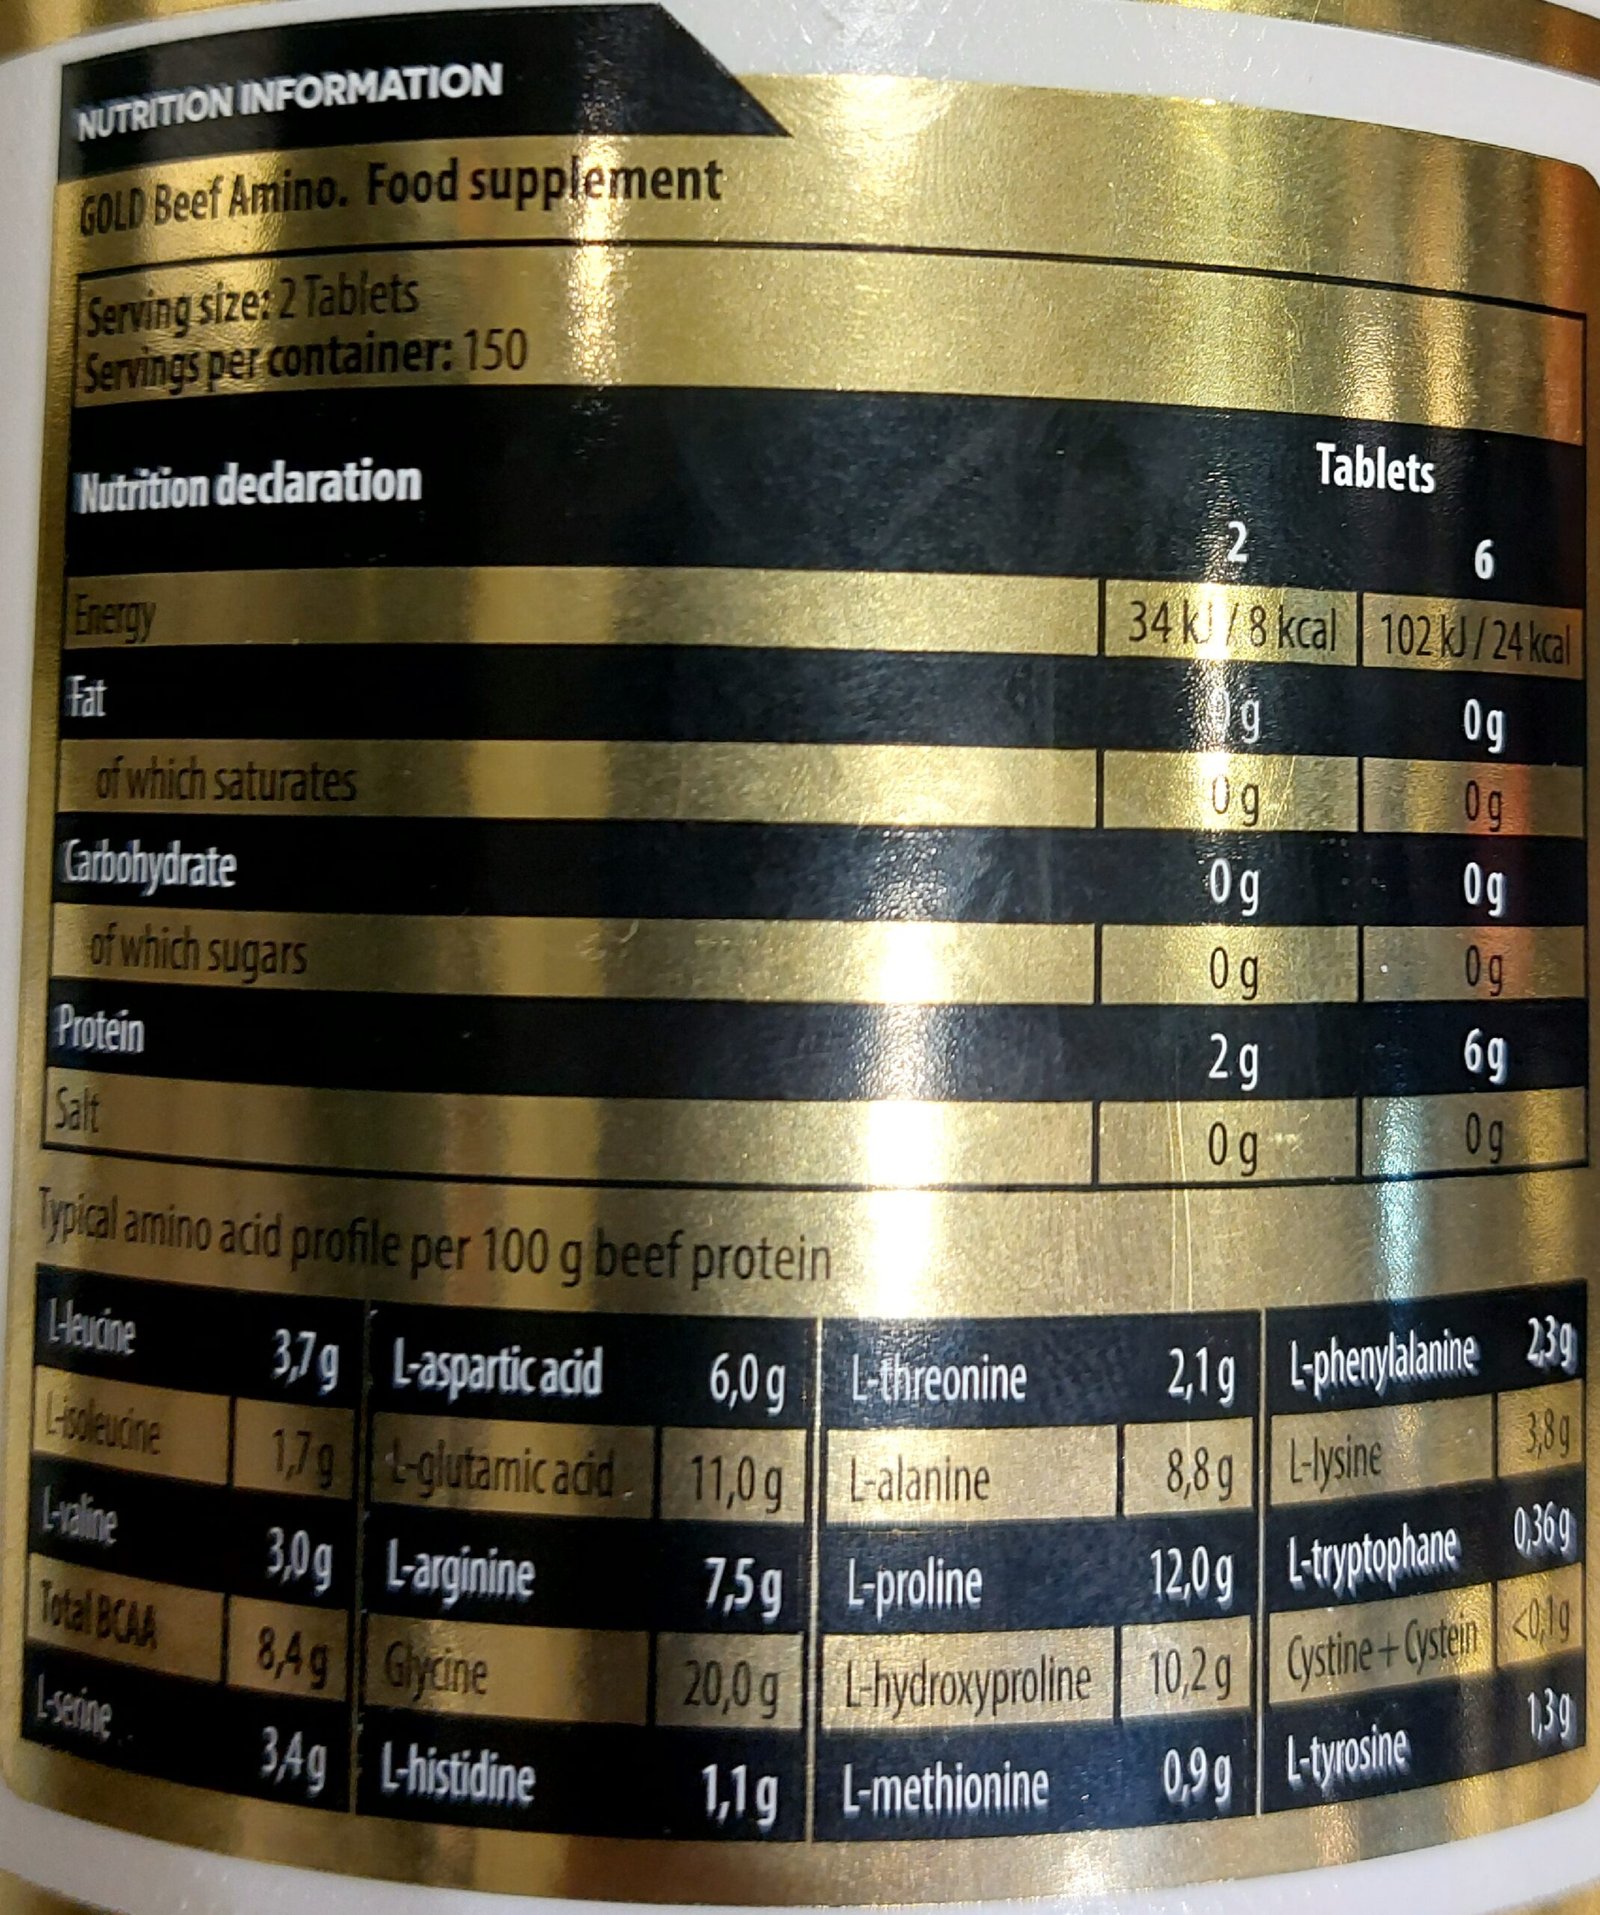 NUTRITION INFORMATION
GOLD Beef Amino. Food supplement
Serving size: 2 Tablets
Servings per container: 150
Nutrition declaration Tablets
2 6
Energy 34 kJ / 8 kcal 102 kJ / 24 kcal
Fat 0 g 0 g
of which saturates 0 g 0 g
Carbohydrate 0 g 0 g
of which sugars 0 g 0 g
Protein 2 g 6 g
Salt 0 g 0 g
Typical amino acid profile per 100 g beef protein
L-leucine 3,7 g L-aspartic acid 6,0 g L-threonine 2,1 g L-phenylalanine 2,3 g
L-isoleucine 1,7 g L-glutamic acid 11,0 g L-alanine 8,8 g L-lysine 3,8 g
L-valine 3,0 g L-arginine 7,5 g L-proline 12,0 g L-tryptophane 0,36 g
Total BCAA 8,4 g Glycine 20,0 g L-hydroxyproline 10,2 g Cystine + Cystein <0,1 g
L-serine 3,4 g L-histidine 1,1 g L-methionine 0,9 g L-tyrosine 1,3 g